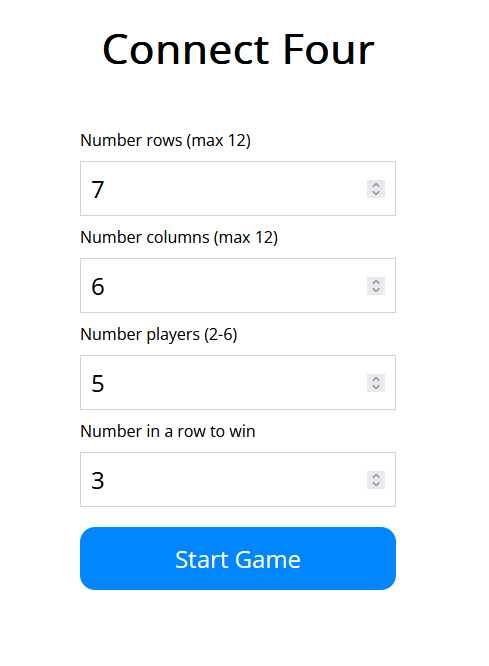 Connect Four
Number rows (max 12)
7
Number columns (max 12)
6
Number players (2-6)
5
Number in a row to win
3
Start Game